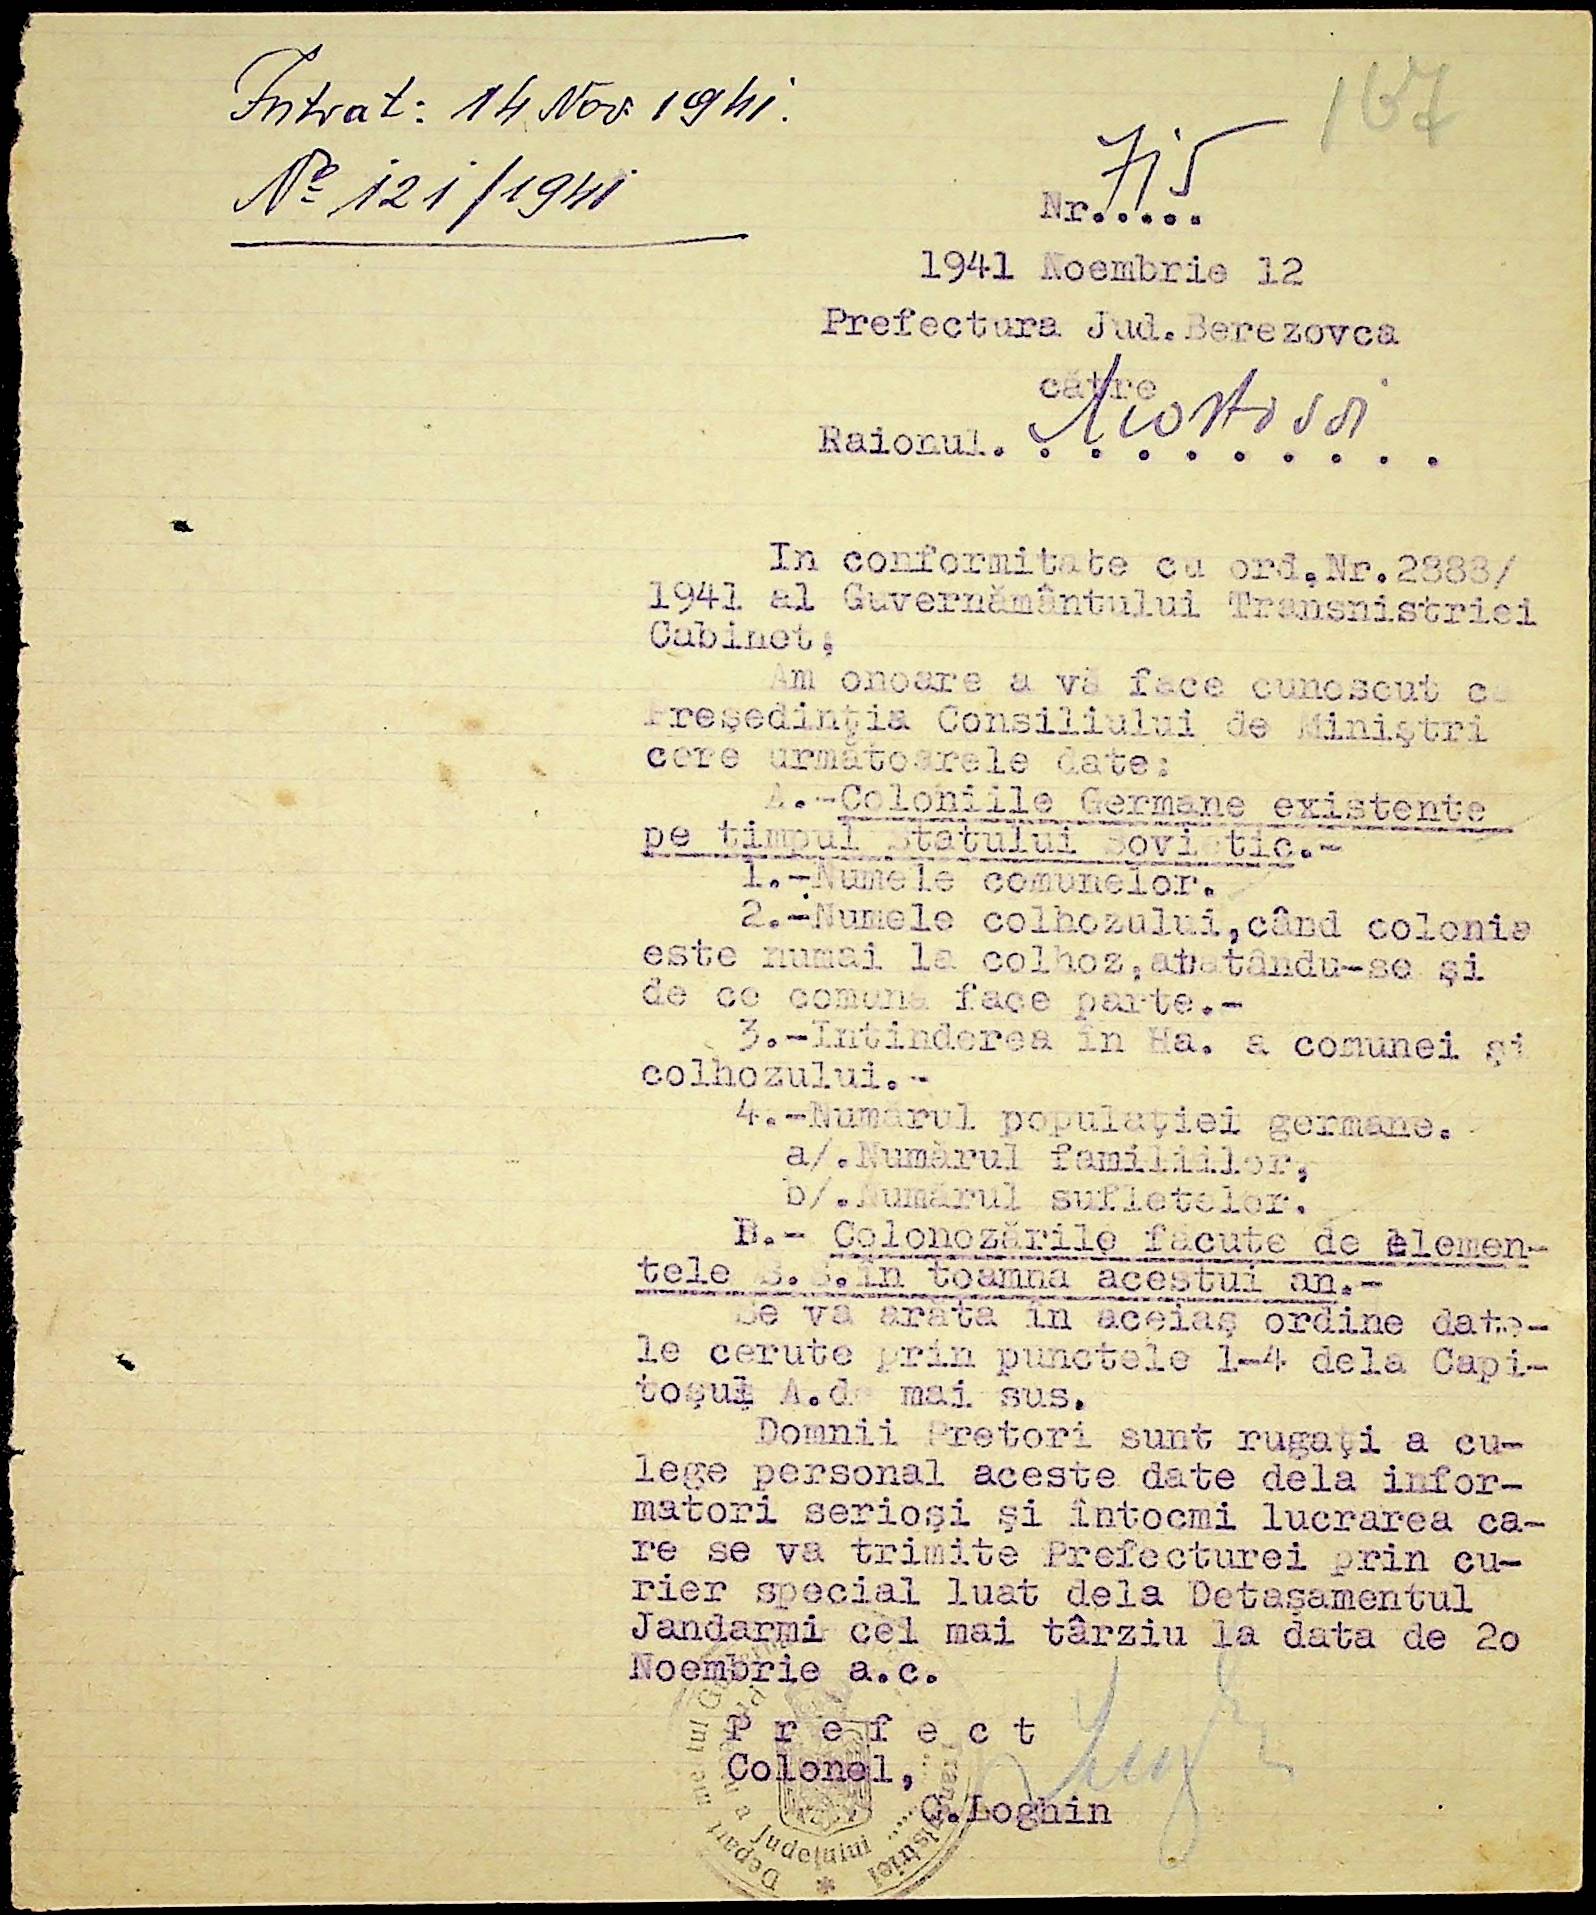 Intrat: 14 Nov. 1941.
167
No 121/1941
715
Nr.....
1941 Noembrie 12
Prefectura Jud.Berezovca
către
Mostovoi
Raionul. . . . . . . . . .
In conformitate cu ord.Nr.2888/
1941 al Guvernământului Transnistriei
Cabinet;
Am onoare a vă face cunoscut că
Preşedinţia Consiliului de Miniştri
cere următoarele date:
A.-Coloniile Germane existente
pe timpul Statului Sovietic.-
1.-Numele comunelor.
2.-Numele colhozului,când colonia
este numai la colhoz,aratându-se şi
de ce comună face parte.-
3.-Intinderea în Ha. a comunei şi
colhozului.-
4.-Numărul populaţiei germane.
a/.Numărul familiilor,
b/.Numărul sufletelor.
B.- Colonozările facute de elemen-
tele S.S.în toamna acestui an.-
Se va arăta în aceiaş ordine date-
le cerute prin punctele 1-4 dela Capi-
toşul A.de mai sus.
Domnii Pretori sunt rugaţi a cu-
lege personal aceste date dela infor-
matori serioşi şi întocmi lucrarea ca-
re se va trimite Prefecturei prin cu-
rier special luat dela Detaşamentul
Jandarmi cel mai târziu la data de 2o
Noembrie a.c.
P r e f e c t
Colonel,
G.Loghin
Judeţului